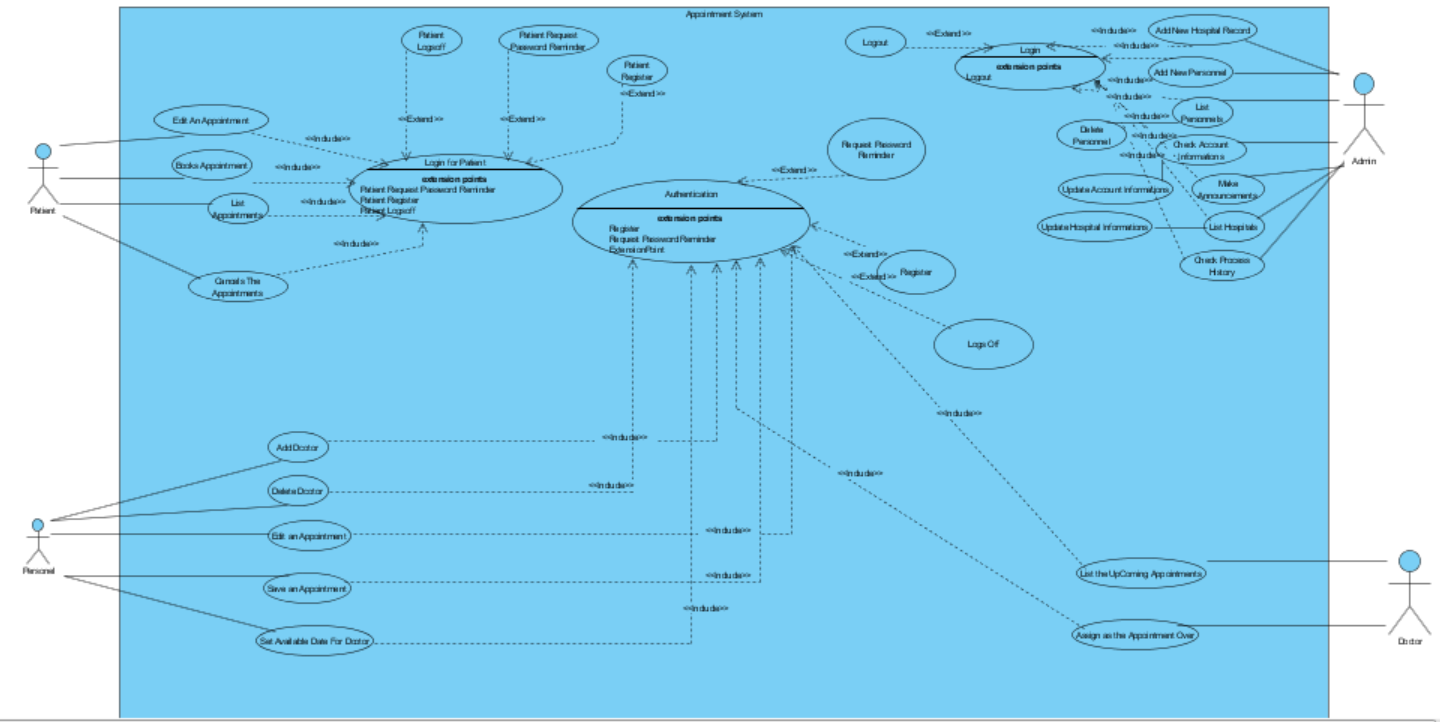 Appointment System
Patient
Logsoff
Patient Request
Password Reminder
Patient
Register
<<Extend>>
<<Extend>>
<<Extend>>
Edit An Appointment
<<Include>>
Books Appointment
<<Include>>
List
Appointments
<<Include>>
Cancels The
Appointments
<<Include>>
Patient
Login for Patient
extension points
Patient Request Password Reminder
Patient Register
Patient Logsoff
Authentication
extension points
Register
Request Password Reminder
ExtensionPoint
Request Password
Reminder
<<Extend>>
<<Extend>>
Register
<<Extend>>
Logs Off
Logout
<<Extend>>
Login
extension points
Logout
<<Include>>
Add New Hospital Record
<<Include>>
Add New Personnel
<<Include>>
<<Include>>
List
Personnels
<<Include>>
Delete
Personnel
<<Include>>
Check Account
Informations
<<Include>>
Update Account Informations
Make
Announcements
Update Hospital Informations
List Hospitals
Check Process
History
Admin
Add Dcotor
<<Include>>
Delete Dcotor
<<Include>>
Edit an Appointment
<<Include>>
Save an Appointment
<<Include>>
Set Available Date For Dcotor
<<Include>>
Personel
<<Include>>
<<Include>>
List the UpComing Appointments
Assign as the Appointment Over
Doctor